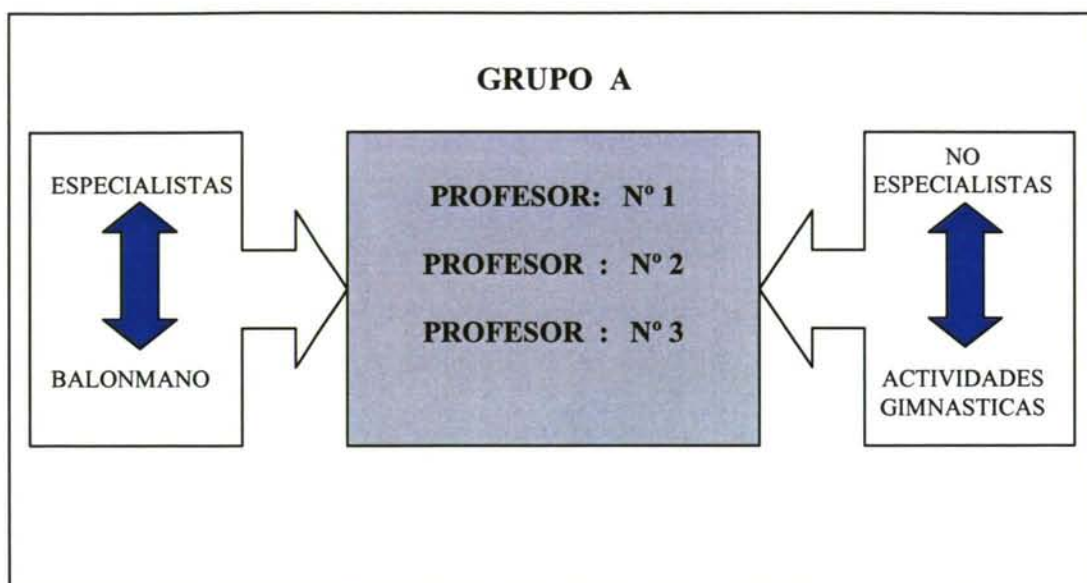 GRUPO A
ESPECIALISTAS
BALONMANO
PROFESOR: Nº 1
PROFESOR : Nº 2
PROFESOR : Nº 3
NO
ESPECIALISTAS
ACTIVIDADES
GIMNASTICAS